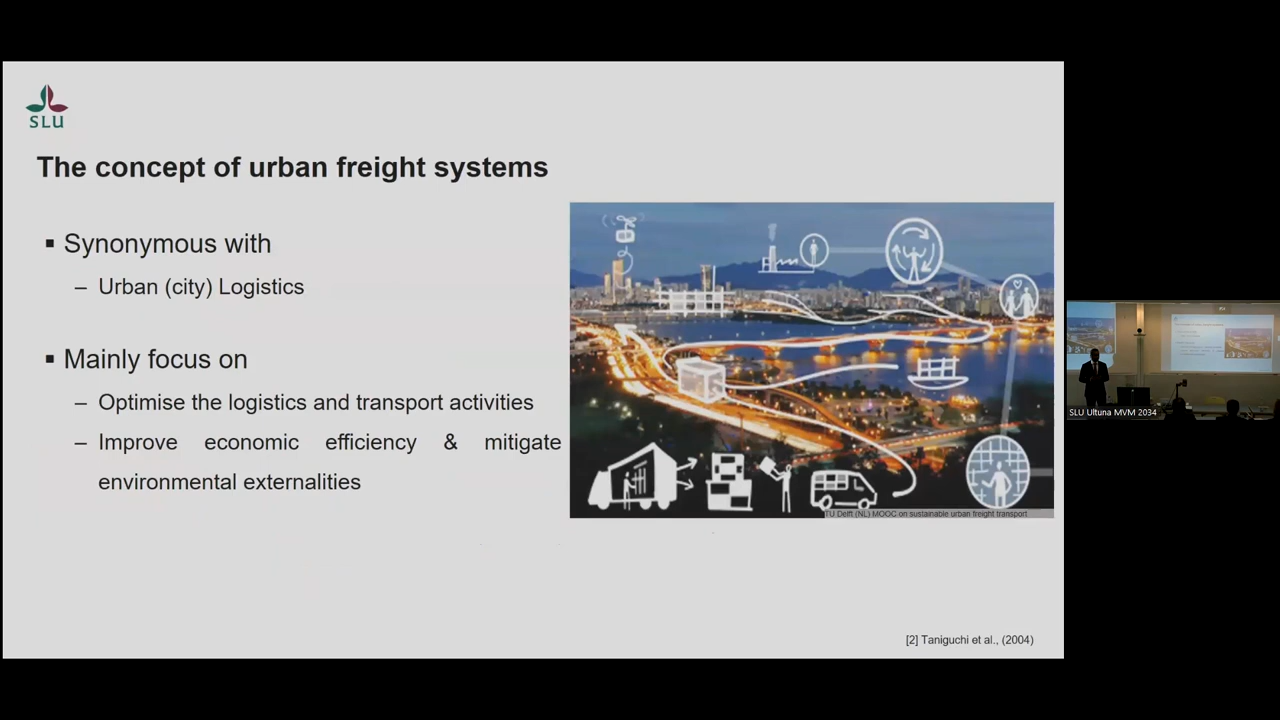 SLU
The concept of urban freight systems
▪ Synonymous with
– Urban (city) Logistics
▪ Mainly focus on
– Optimise the logistics and transport activities
– Improve economic efficiency & mitigate
environmental externalities
TU Delft (NL) MOOC on sustainable urban freight transport
[2] Taniguchi et al., (2004)
SLU Ultuna MVM 2034